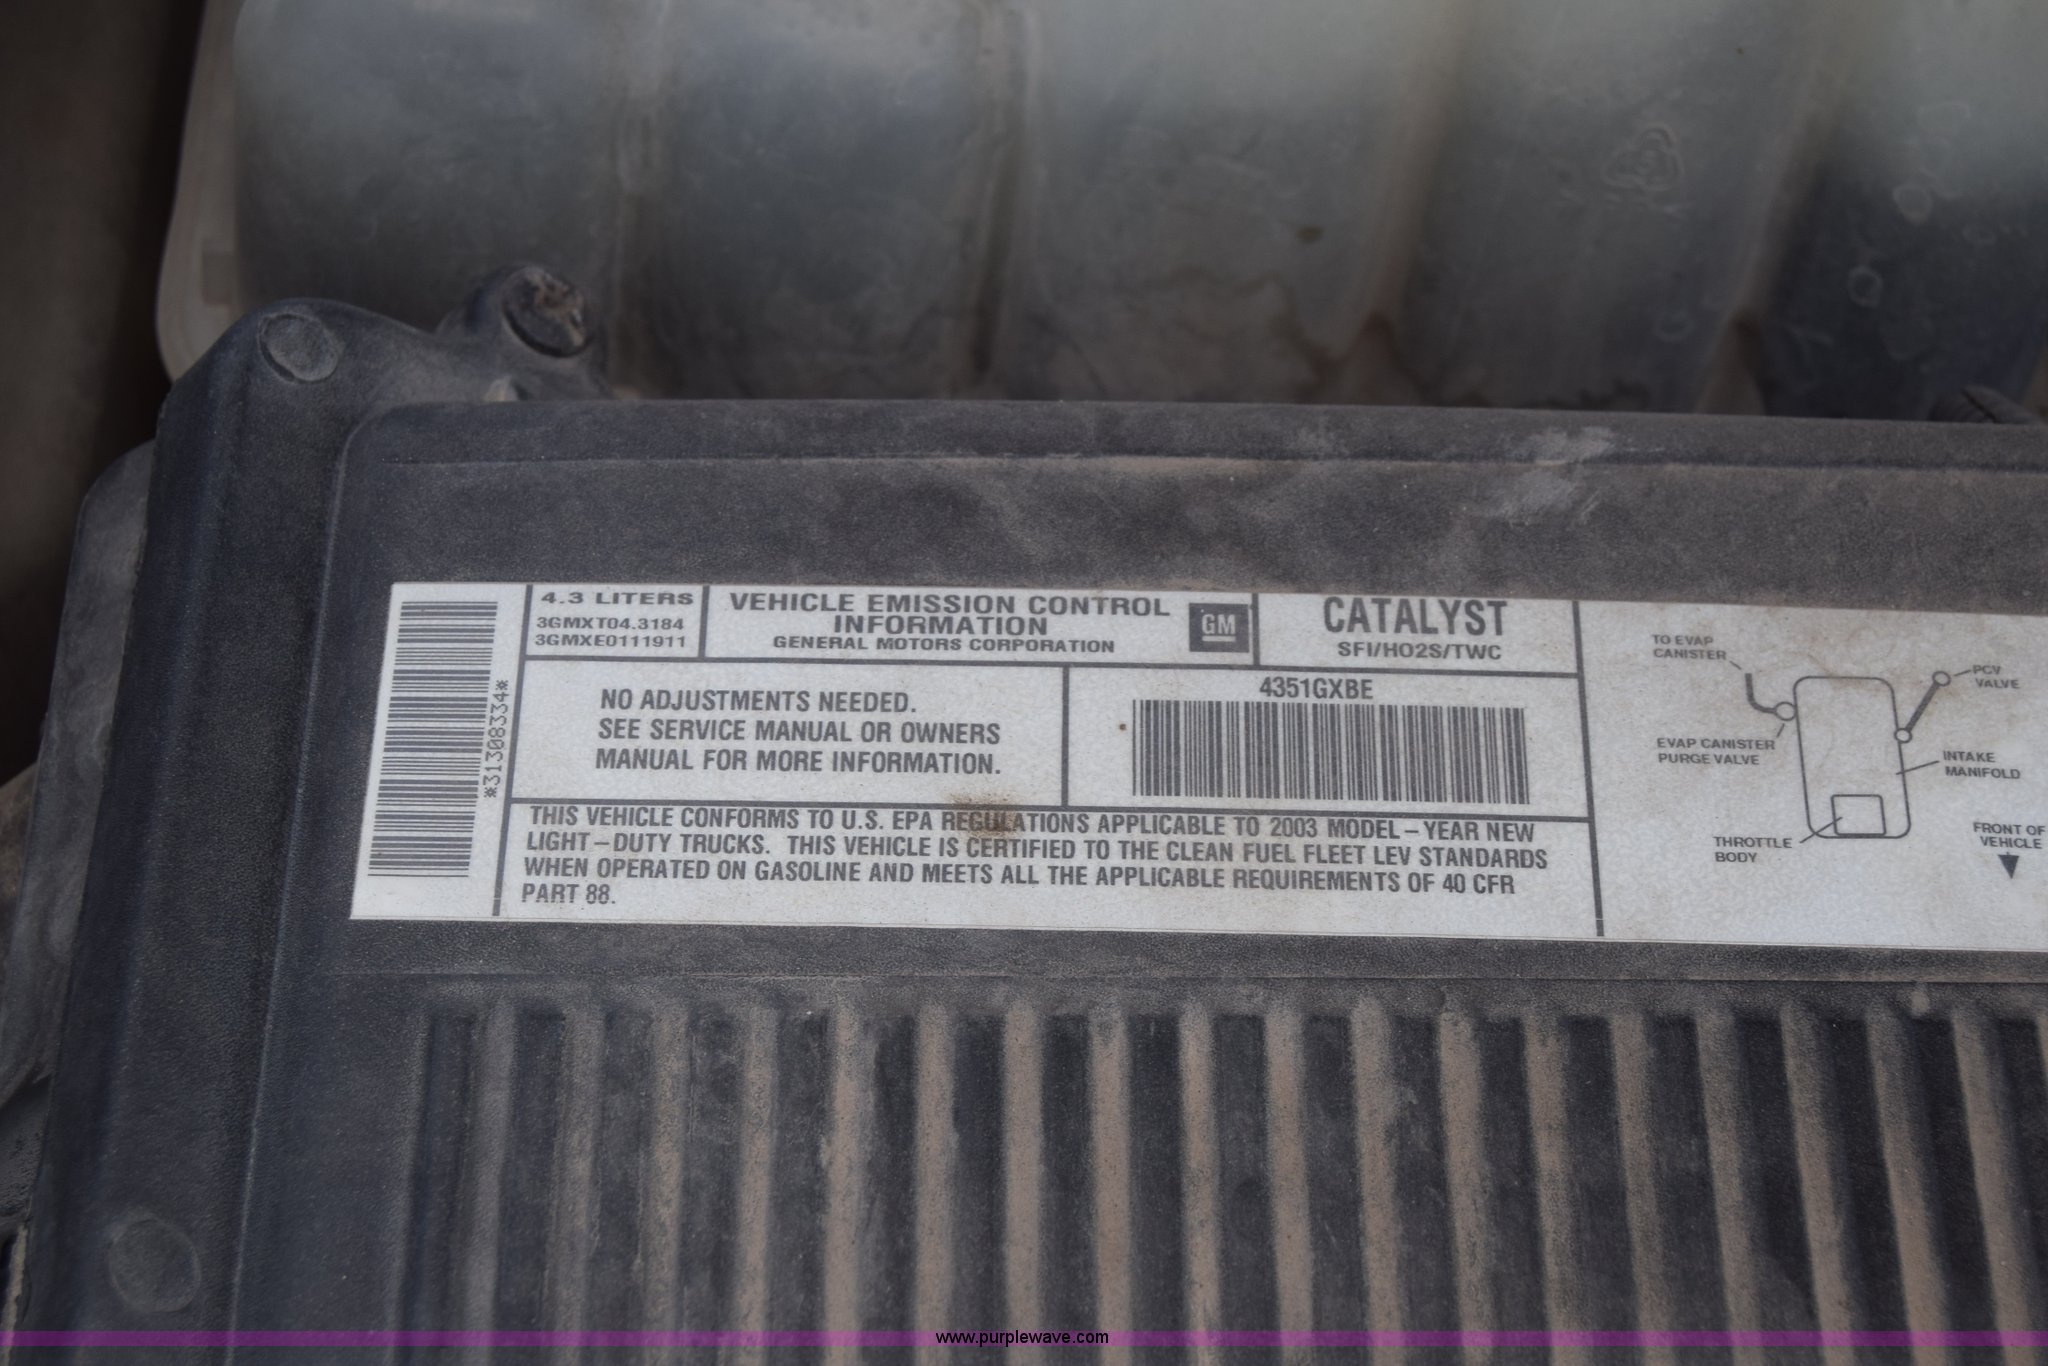 *31308334*
4.3 LITERS
3GMXT04.3184
3GMXE0111911
VEHICLE EMISSION CONTROL
INFORMATION
GENERAL MOTORS CORPORATION
GM
CATALYST
SFI/HO2S/TWC
NO ADJUSTMENTS NEEDED.
SEE SERVICE MANUAL OR OWNERS
MANUAL FOR MORE INFORMATION.
4351GXBE
THIS VEHICLE CONFORMS TO U.S. EPA REGULATIONS APPLICABLE TO 2003 MODEL-YEAR NEW
LIGHT-DUTY TRUCKS. THIS VEHICLE IS CERTIFIED TO THE CLEAN FUEL FLEET LEV STANDARDS
WHEN OPERATED ON GASOLINE AND MEETS ALL THE APPLICABLE REQUIREMENTS OF 40 CFR
PART 88.
TO EVAP
CANISTER
PCV
VALVE
EVAP CANISTER
PURGE VALVE
INTAKE
MANIFOLD
THROTTLE
BODY
FRONT OF
VEHICLE
www.purplewave.com